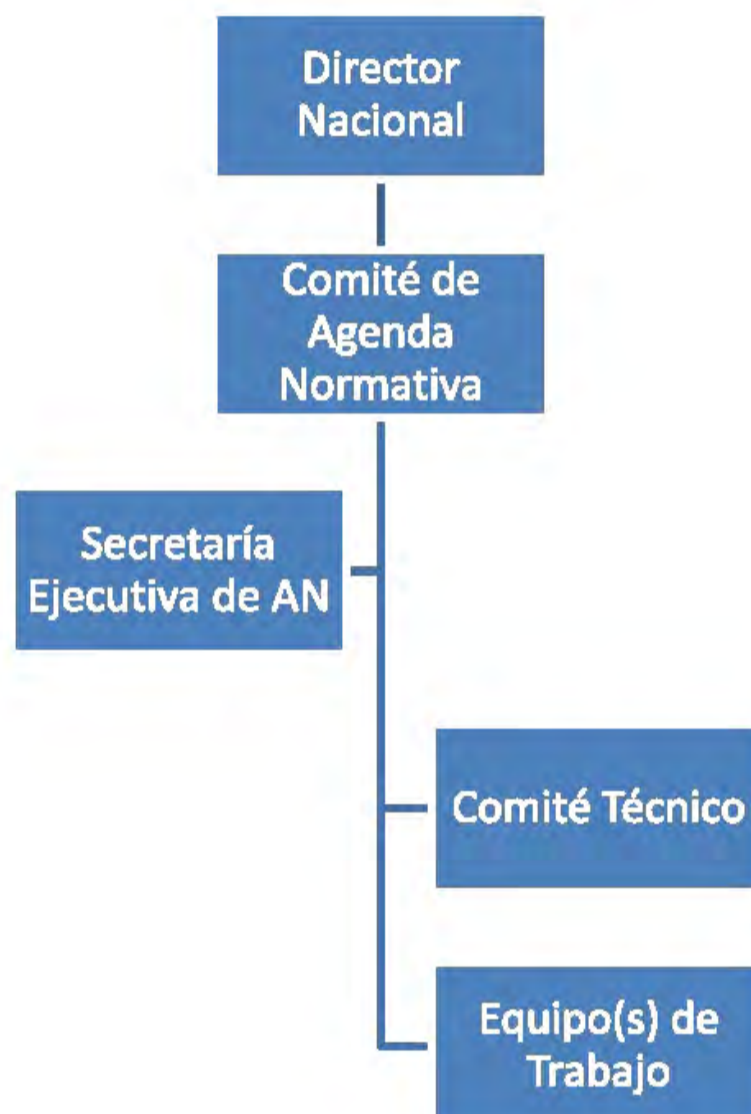 Director
Nacional
Comité de
Agenda
Normativa
Secretaría
Ejecutiva de AN
Comité Técnico
Equipo(s) de
Trabajo